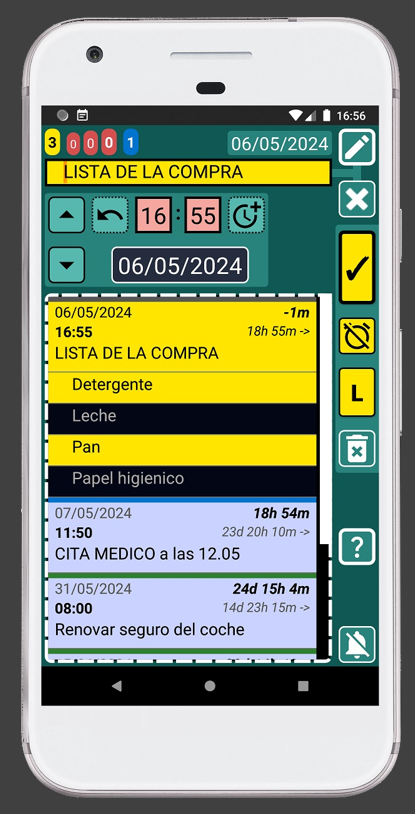 16:56
3 0 0 0 1 06/05/2024
LISTA DE LA COMPRA
16 : 55
06/05/2024
06/05/2024 -1m
16:55 18h 55m ->
LISTA DE LA COMPRA
Detergente
Leche
Pan
Papel higienico
07/05/2024 18h 54m
11:50 23d 20h 10m ->
CITA MEDICO a las 12.05
31/05/2024 24d 15h 4m
08:00 14d 23h 15m ->
Renovar seguro del coche
L
?